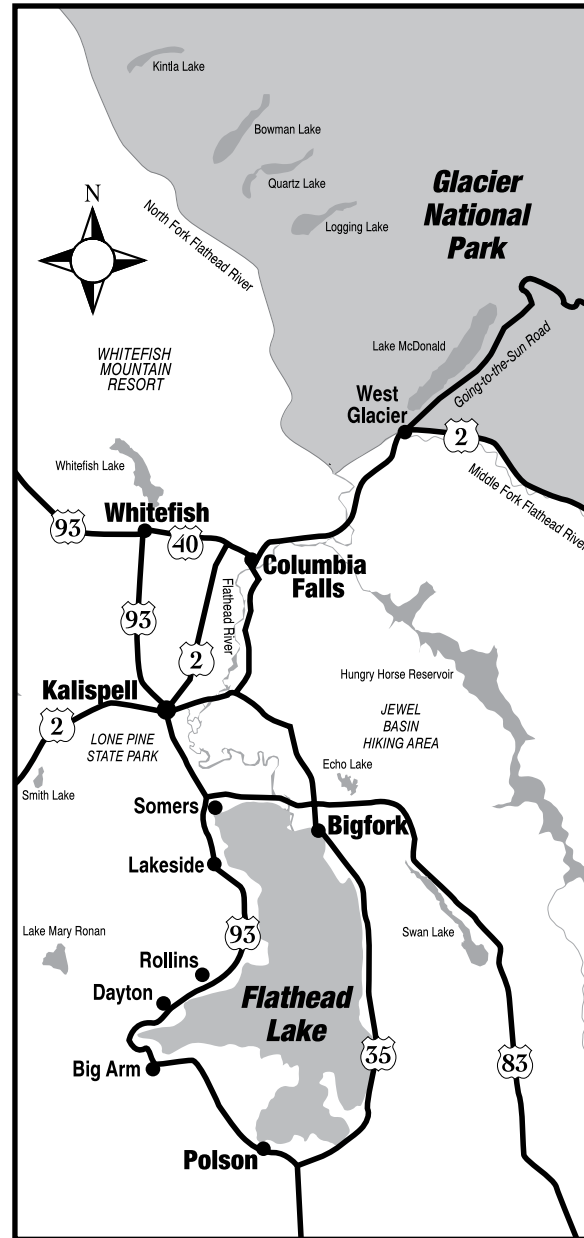 Kintla Lake
Bowman Lake
Quartz Lake
Logging Lake
Glacier
National
Park
N
North Fork Flathead River
WHITEFISH
MOUNTAIN
RESORT
Lake McDonald
Going-to-the-Sun Road
West
Glacier
2
Middle Fork Flathead River
Whitefish Lake
Whitefish
93
40
Columbia
Falls
Flathead River
93
2
Hungry Horse Reservoir
Kalispell
2
JEWEL
BASIN
HIKING AREA
LONE PINE
STATE PARK
Echo Lake
Smith Lake
Somers
Bigfork
Lakeside
93
Lake Mary Ronan
Swan Lake
Rollins
Dayton
Flathead
Lake
35
83
Big Arm
Polson